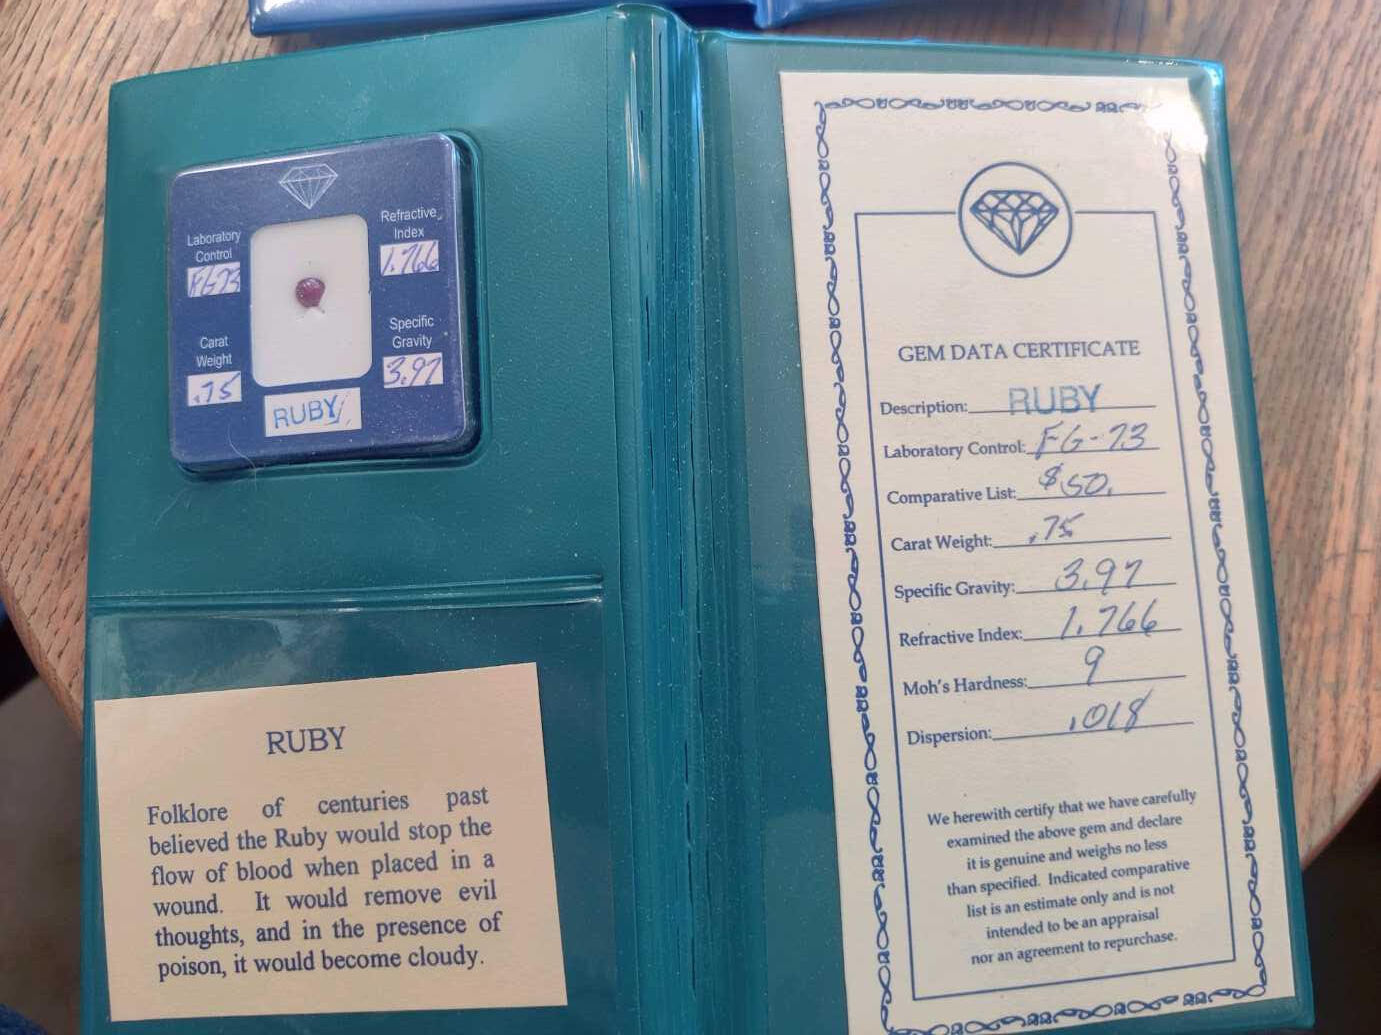 Laboratory
Control
FG-73
Refractive
Index
1.766
Carat
Weight
.75
Specific
Gravity
3.97
RUBY
RUBY
Folklore of centuries past
believed the Ruby would stop the
flow of blood when placed in a
wound. It would remove evil
thoughts, and in the presence of
poison, it would become cloudy.
GEM DATA CERTIFICATE
Description: RUBY
Laboratory Control: FG-73
Comparative List: $50.
Carat Weight: .75
Specific Gravity: 3.97
Refractive Index: 1.766
Moh's Hardness: 9
Dispersion: .018
We herewith certify that we have carefully
examined the above gem and declare
it is genuine and weighs no less
than specified. Indicated comparative
list is an estimate only and is not
intended to be an appraisal
nor an agreement to repurchase.